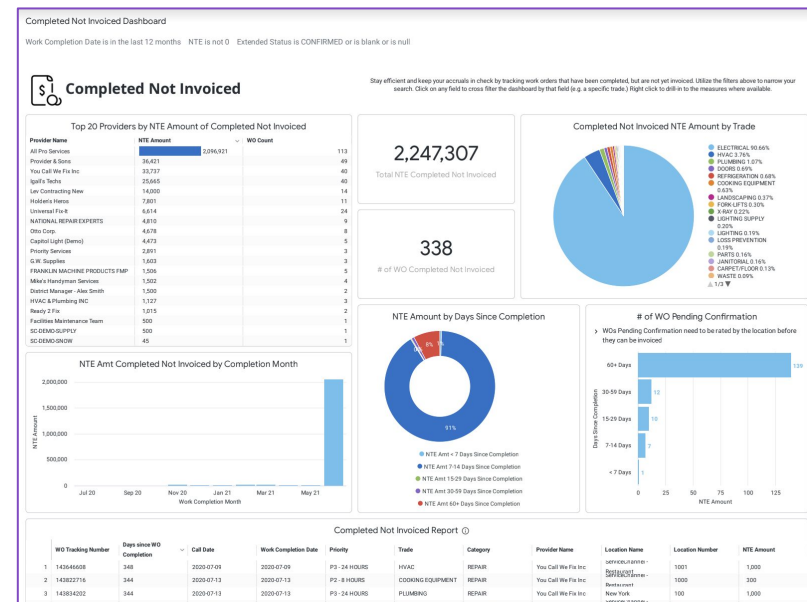 Completed Not Invoiced Dashboard
Work Completion Date is in the last 12 months NTE is not 0 Extended Status is CONFIRMED or is blank or is null
Completed Not Invoiced
Stay efficient and keep your accruals in check by tracking work orders that have been completed, but are not yet invoiced. Utilize the filters above to narrow your
search. Click on any field to cross filter the dashboard by that field (e.g. a specific trade.) Right click to drill-in to the measures where available.
Top 20 Providers by NTE Amount of Completed Not Invoiced
Provider Name NTE Amount WO Count
All Pro Services 2,096,921 113
Provider & Sons 36,421 49
You Call We Fix Inc 33,737 40
Igall's Techs 25,665 40
Lev Contracting New 14,000 14
Holden's Heros 7,801 11
Universal Fix-It 6,614 24
NATIONAL REPAIR EXPERTS 4,810 9
Otto Corp. 4,678 8
Capitol Light (Demo) 4,473 5
Priority Services 2,891 3
G.W. Supplies 1,603 3
FRANKLIN MACHINE PRODUCTS FMP 1,506 5
Mike's Handyman Services 1,502 4
District Manager - Alex Smith 1,500 2
HVAC & Plumbing INC 1,127 3
Ready 2 Fix 1,015 2
Facilities Maintenance Team 500 1
SC-DEMO-SUPPLY 500 1
SC-DEMO-SNOW 45 1
2,247,307
Total NTE Completed Not Invoiced
338
# of WO Completed Not Invoiced
Completed Not Invoiced NTE Amount by Trade
ELECTRICAL 90.66%
HVAC 3.76%
PLUMBING 1.07%
DOORS 0.69%
REFRIGERATION 0.68%
COOKING EQUIPMENT
0.63%
LANDSCAPING 0.37%
FORK-LIFTS 0.30%
X-RAY 0.22%
LIGHTING SUPPLY
0.20%
LIGHTING 0.19%
LOSS PREVENTION
0.19%
PARTS 0.16%
JANITORIAL 0.16%
CARPET/FLOOR 0.13%
WASTE 0.09%
1/3
NTE Amt Completed Not Invoiced by Completion Month
NTE Amount
2,000,000
1,500,000
1,000,000
500,000
0
Jul 20 Sep 20 Nov 20 Jan 21 Mar 21 May 21
Work Completion Month
NTE Amount by Days Since Completion
8% 1%
91%
NTE Amt < 7 Days Since Completion
NTE Amt 7-14 Days Since Completion
NTE Amt 15-29 Days Since Completion
NTE Amt 30-59 Days Since Completion
NTE Amt 60+ Days Since Completion
# of WO Pending Confirmation
> WOs Pending Confirmation need to be rated by the location before
they can be invoiced
Days Since Completion
60+ Days
30-59 Days 12
15-29 Days 10
7-14 Days 7
< 7 Days 1
0 25 50 75 100 125
NTE Amount
Completed Not Invoiced Report
WO Tracking Number Days since WO Completion Call Date Work Completion Date Priority Trade Category Provider Name Location Name Location Number NTE Amount
1 143646608 348 2020-07-09 2020-07-09 P3 - 24 HOURS HVAC REPAIR You Call We Fix Inc ServiceChannel - Restaurant 1001 1,000
2 143822716 344 2020-07-13 2020-07-13 P2 - 8 HOURS COOKING EQUIPMENT REPAIR You Call We Fix Inc ServiceChannel - Restaurant 1000 300
3 143834202 344 2020-07-13 2020-07-13 P3 - 24 HOURS PLUMBING REPAIR You Call We Fix Inc New York 100 1,000